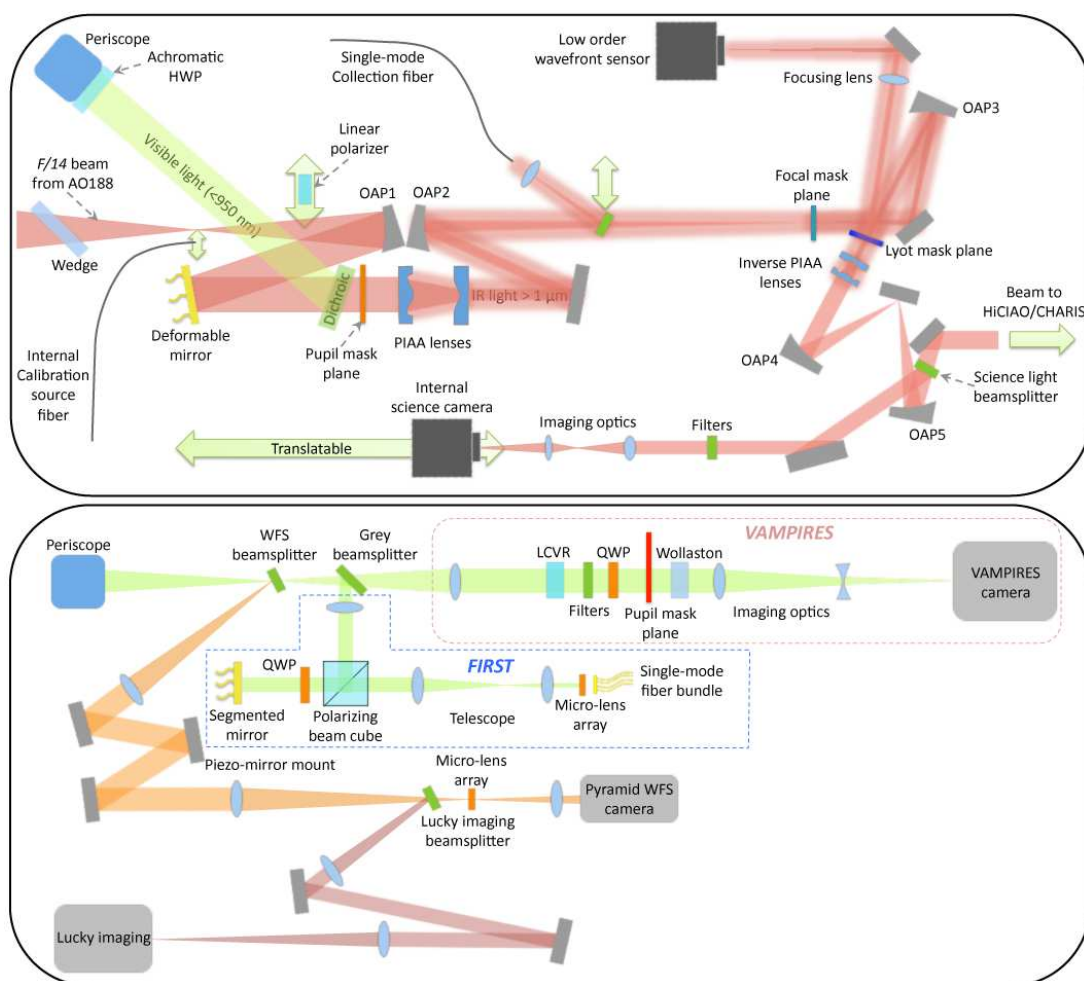 Periscope
Achromatic
HWP
Single-mode
Collection fiber
Low order
wavefront sensor
Focusing lens
OAP3
Visible light (<950 nm)
Linear
polarizer
F/14 beam
from AO188
OAP1
OAP2
Focal mask
plane
Wedge
Lyot mask plane
Inverse PIAA
lenses
Dichroic
IR light > 1 μm
Deformable
mirror
Pupil mask
plane
PIAA lenses
Beam to
HiCIAO/CHARIS
OAP4
Internal
Calibration
source
fiber
Internal
science camera
Science light
beamsplitter
Imaging optics
Filters
OAP5
Translatable
Periscope
WFS
beamsplitter
Grey
beamsplitter
VAMPIRES
LCVR
QWP
Wollaston
VAMPIRES
camera
Filters
Pupil mask
plane
Imaging optics
QWP
FIRST
Single-mode
fiber bundle
Segmented
mirror
Polarizing
beam cube
Telescope
Micro-lens
array
Piezo-mirror mount
Micro-lens
array
Pyramid WFS
camera
Lucky imaging
beamsplitter
Lucky imaging